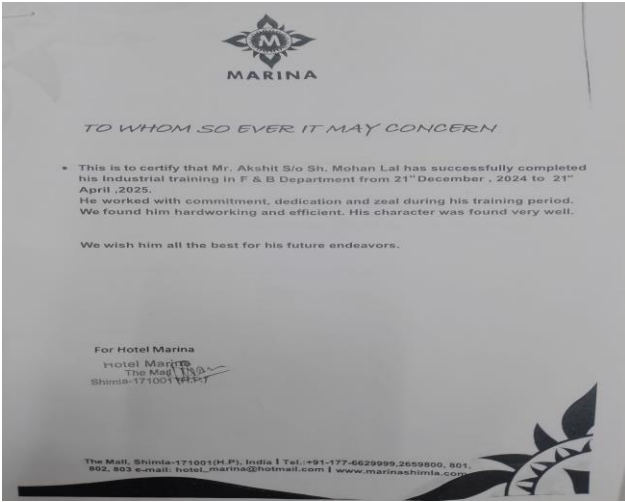 M
MARINA
TO WHOM SO EVER IT MAY CONCERN
• This is to certify that Mr. Akshit S/o Sh. Mohan Lal has successfully completed
his Industrial training in F & B Department from 21st December , 2024 to 21st
April ,2025.
He worked with commitment, dedication and zeal during his training period.
We found him hardworking and efficient. His character was found very well.
We wish him all the best for his future endeavors.
For Hotel Marina
Hotel Marina
The Mall
Shimla-171001 (H.P.)
The Mall, Shimla-171001(H.P), India | Tel.:+91-177-6629999,2659800, 801,
802, 803 e-mail: hotel_marina@hotmail.com | www.marinashimla.com